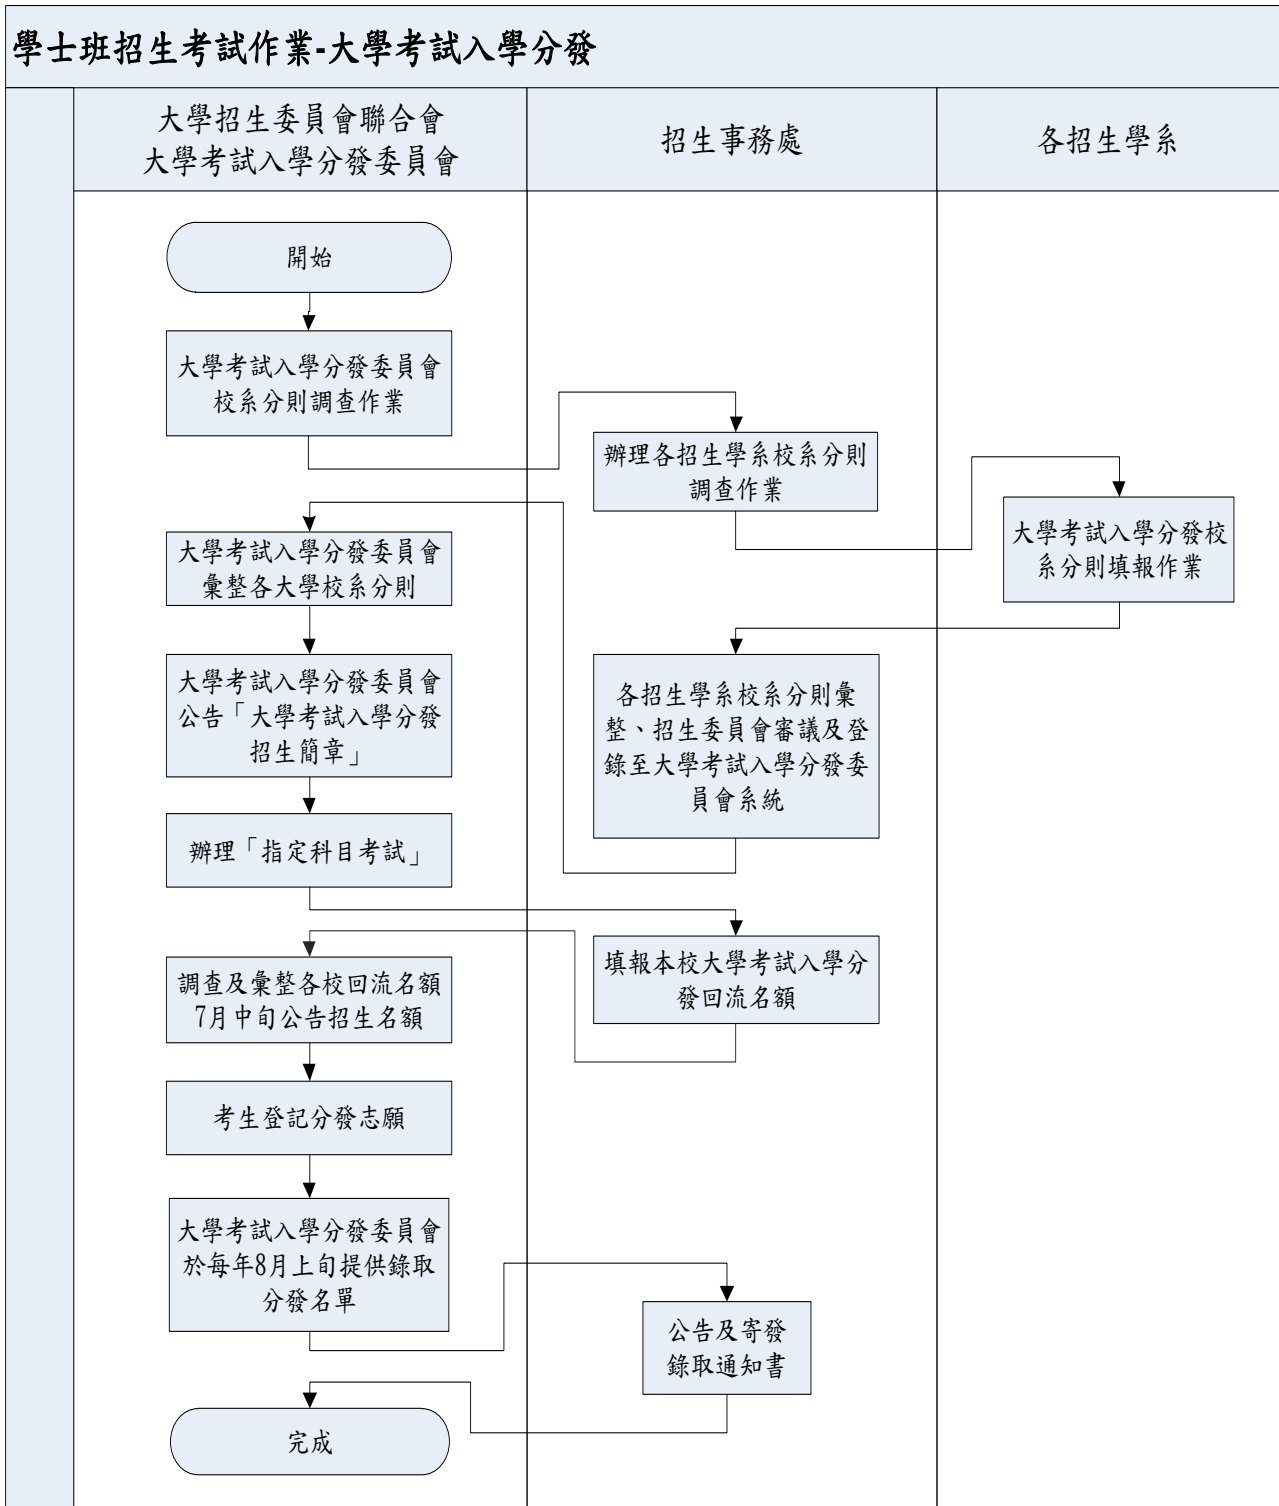 學士班招生考試作業-大學考試入學分發
大學招生委員會聯合會
大學考試入學分發委員會
招生事務處
各招生學系
開始
大學考試入學分發委員會
校系分則調查作業
辦理各招生學系校系分則
調查作業
大學考試入學分發校
系分則填報作業
各招生學系校系分則彙
整、招生委員會審議及登
錄至大學考試入學分發委
員會系統
大學考試入學分發委員會
彙整各大學校系分則
大學考試入學分發委員會
公告「大學考試入學分發
招生簡章」
辦理「指定科目考試」
填報本校大學考試入學分
發回流名額
調查及彙整各校回流名額
7月中旬公告招生名額
考生登記分發志願
大學考試入學分發委員會
於每年8月上旬提供錄取
分發名單
公告及寄發
錄取通知書
完成